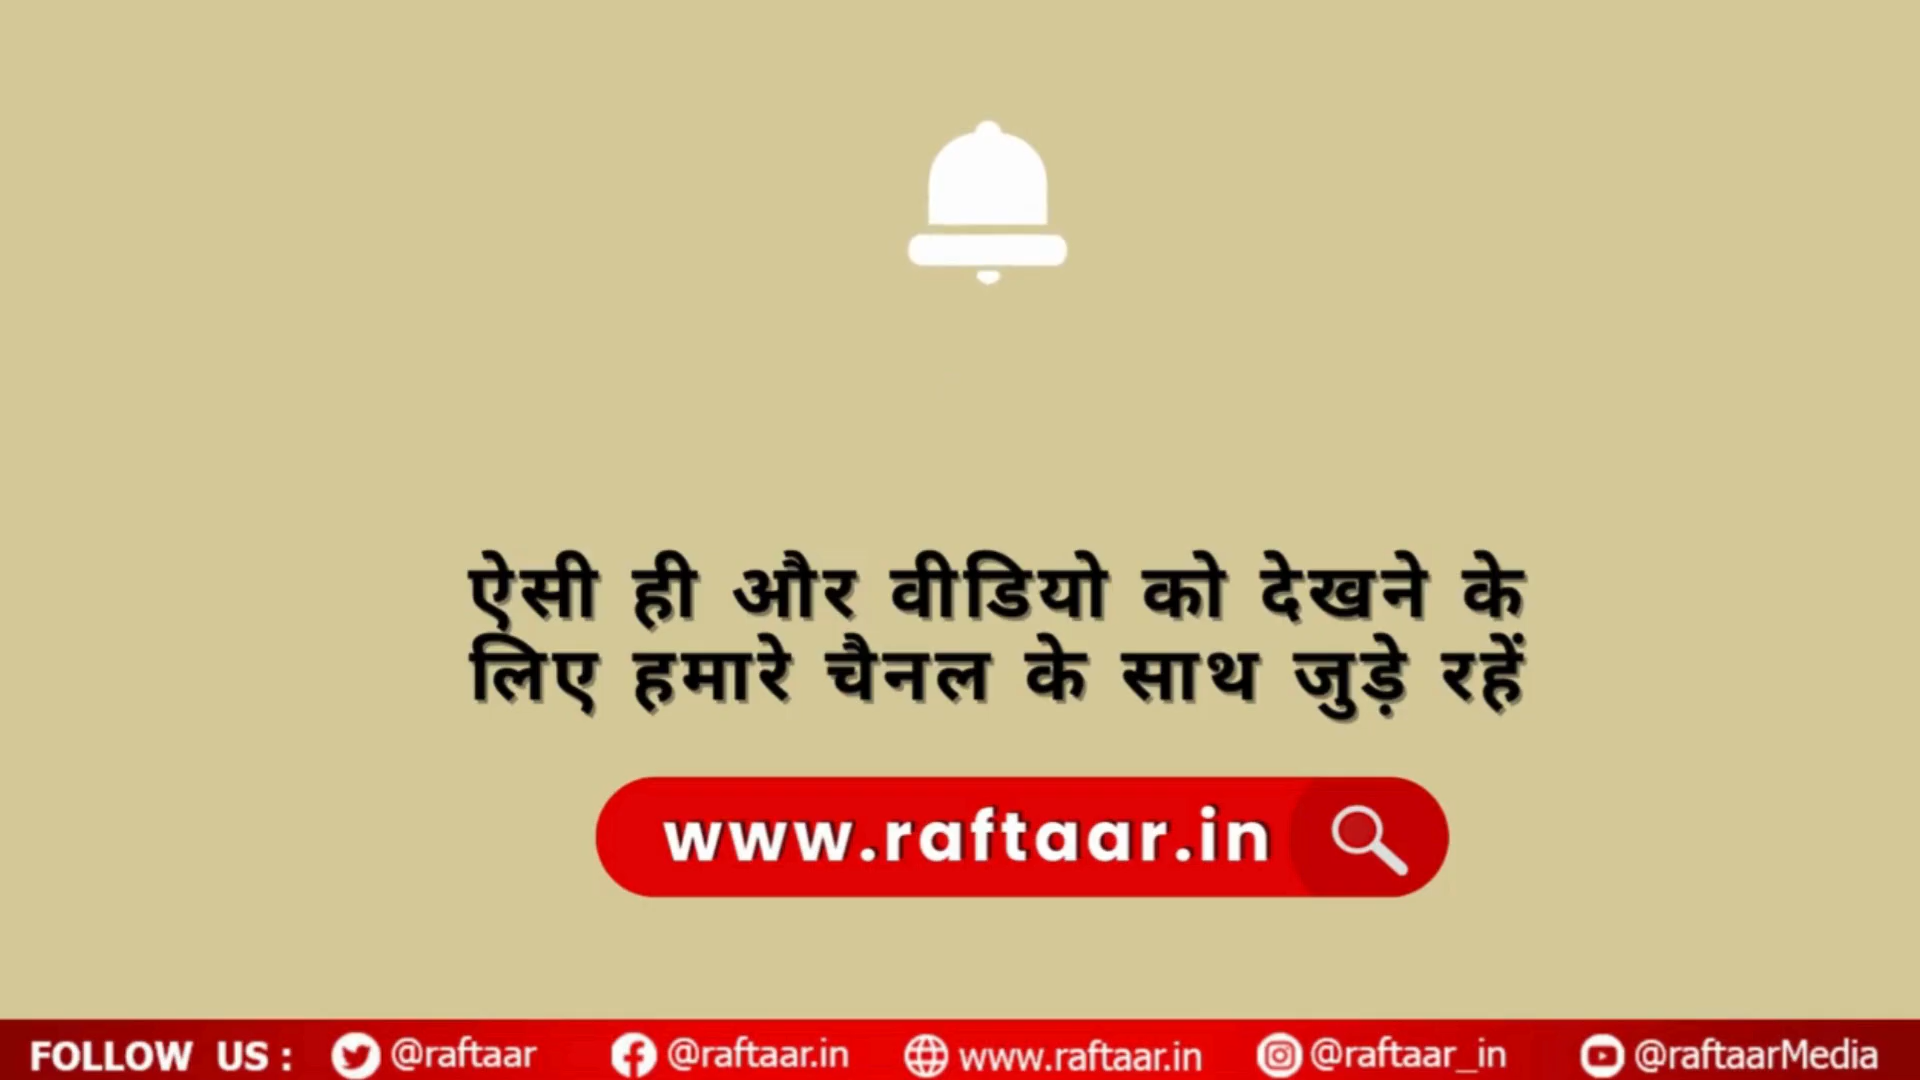 ऐसी ही और वीडियो को देखने के
लिए हमारे चैनल के साथ जुड़े रहें
www.raftaar.in
FOLLOW US : @raftaar @raftaar.in www.raftaar.in @raftaar_in @raftaarMedia